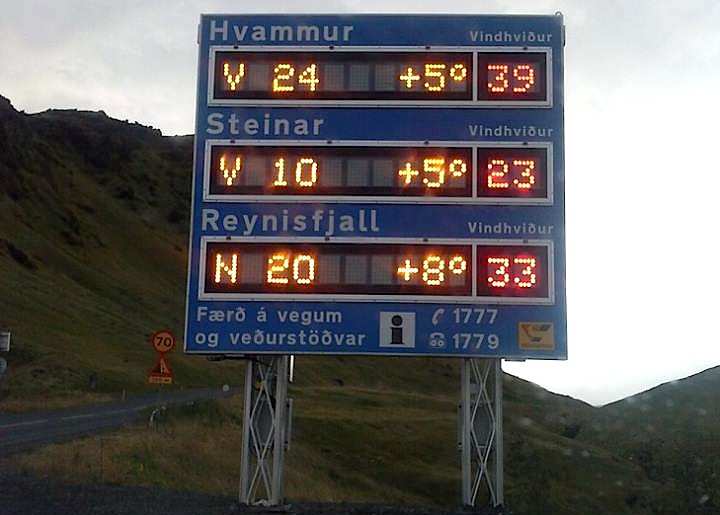 Hvammur Vindhviður
V 24 +5° 39
Steinar Vindhviður
V 10 +5° 23
Reynisfjall Vindhviður
N 20 +8° 33
Færð á vegum 1777
og veðurstöðvar 1779
70